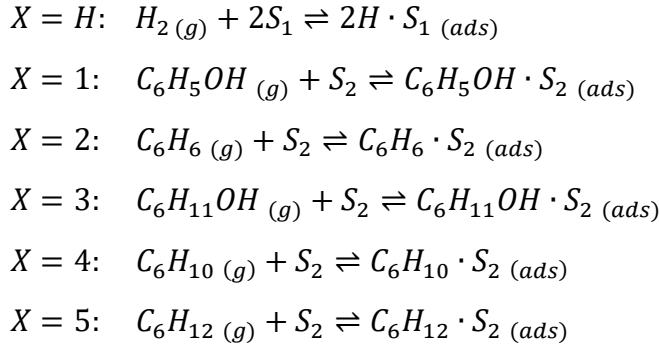 X = H: H₂ (g) + 2S₁ ⇌ 2H · S₁ (ads)
X = 1: C₆H₅OH (g) + S₂ ⇌ C₆H₅OH · S₂ (ads)
X = 2: C₆H₆ (g) + S₂ ⇌ C₆H₆ · S₂ (ads)
X = 3: C₆H₁₁OH (g) + S₂ ⇌ C₆H₁₁OH · S₂ (ads)
X = 4: C₆H₁₀ (g) + S₂ ⇌ C₆H₁₀ · S₂ (ads)
X = 5: C₆H₁₂ (g) + S₂ ⇌ C₆H₁₂ · S₂ (ads)